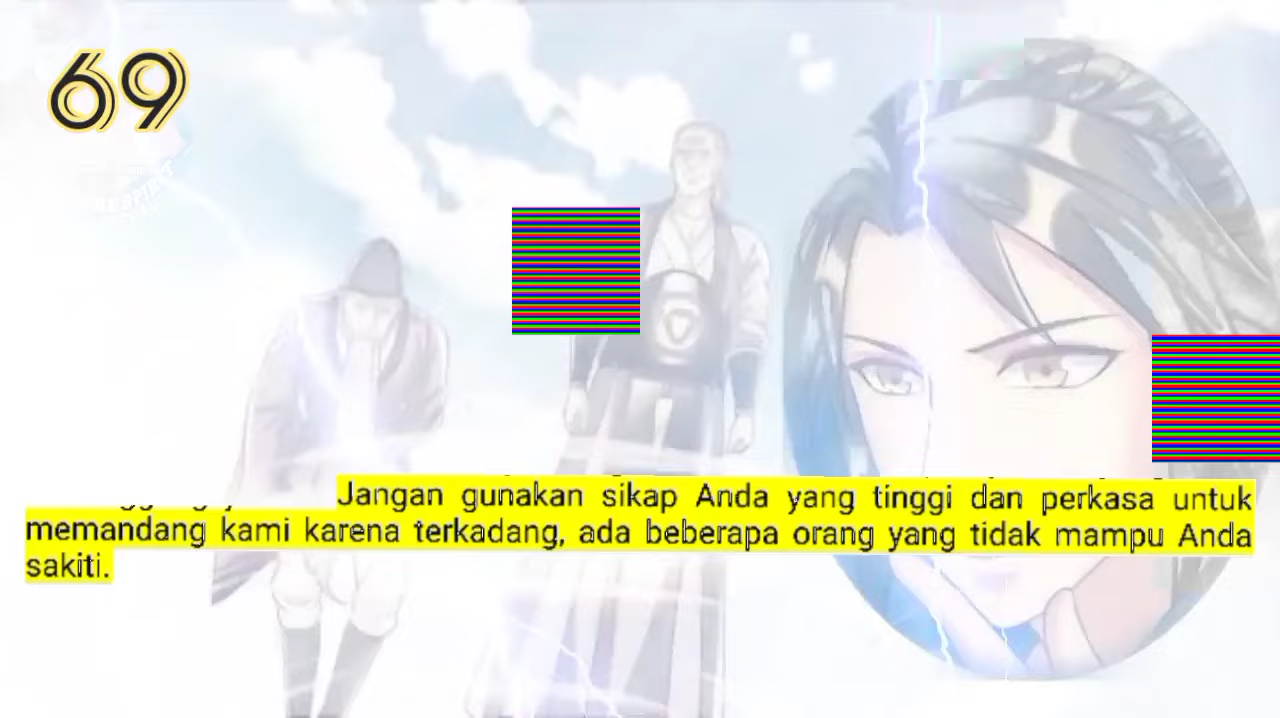 69
Jangan gunakan sikap Anda yang tinggi dan perkasa untuk
memandang kami karena terkadang, ada beberapa orang yang tidak mampu Anda
sakiti.